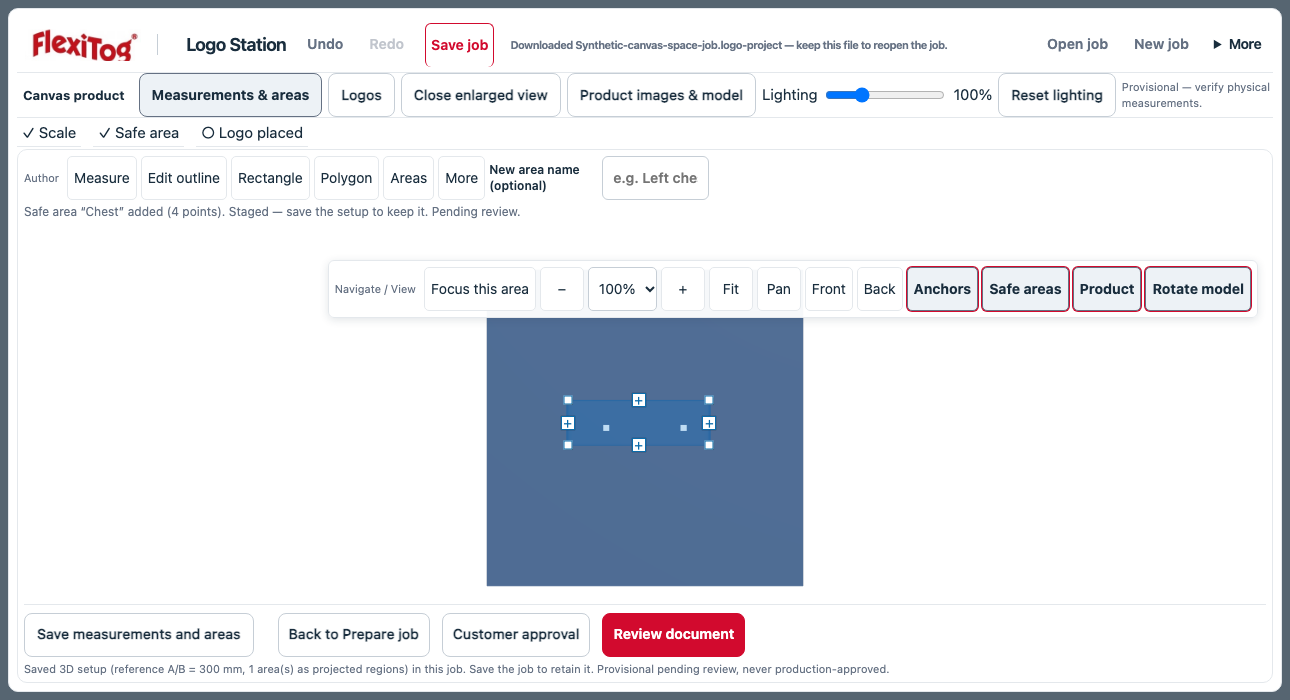 FlexiTog®
Logo Station
Undo
Redo
Save job
Downloaded Synthetic-canvas-space-job.logo-project — keep this file to reopen the job.
Open job
New job
▶ More
Canvas product
Measurements & areas
Logos
Close enlarged view
Product images & model
Lighting
100%
Reset lighting
Provisional — verify physical
measurements.
✓ Scale
✓ Safe area
○ Logo placed
Author
Measure
Edit outline
Rectangle
Polygon
Areas
More
New area name
(optional)
e.g. Left che
Safe area “Chest” added (4 points). Staged — save the setup to keep it. Pending review.
Navigate / View
Focus this area
−
100%
+
Fit
Pan
Front
Back
Anchors
Safe areas
Product
Rotate model
Save measurements and areas
Back to Prepare job
Customer approval
Review document
Saved 3D setup (reference A/B = 300 mm, 1 area(s) as projected regions) in this job. Save the job to retain it. Provisional pending review, never production-approved.